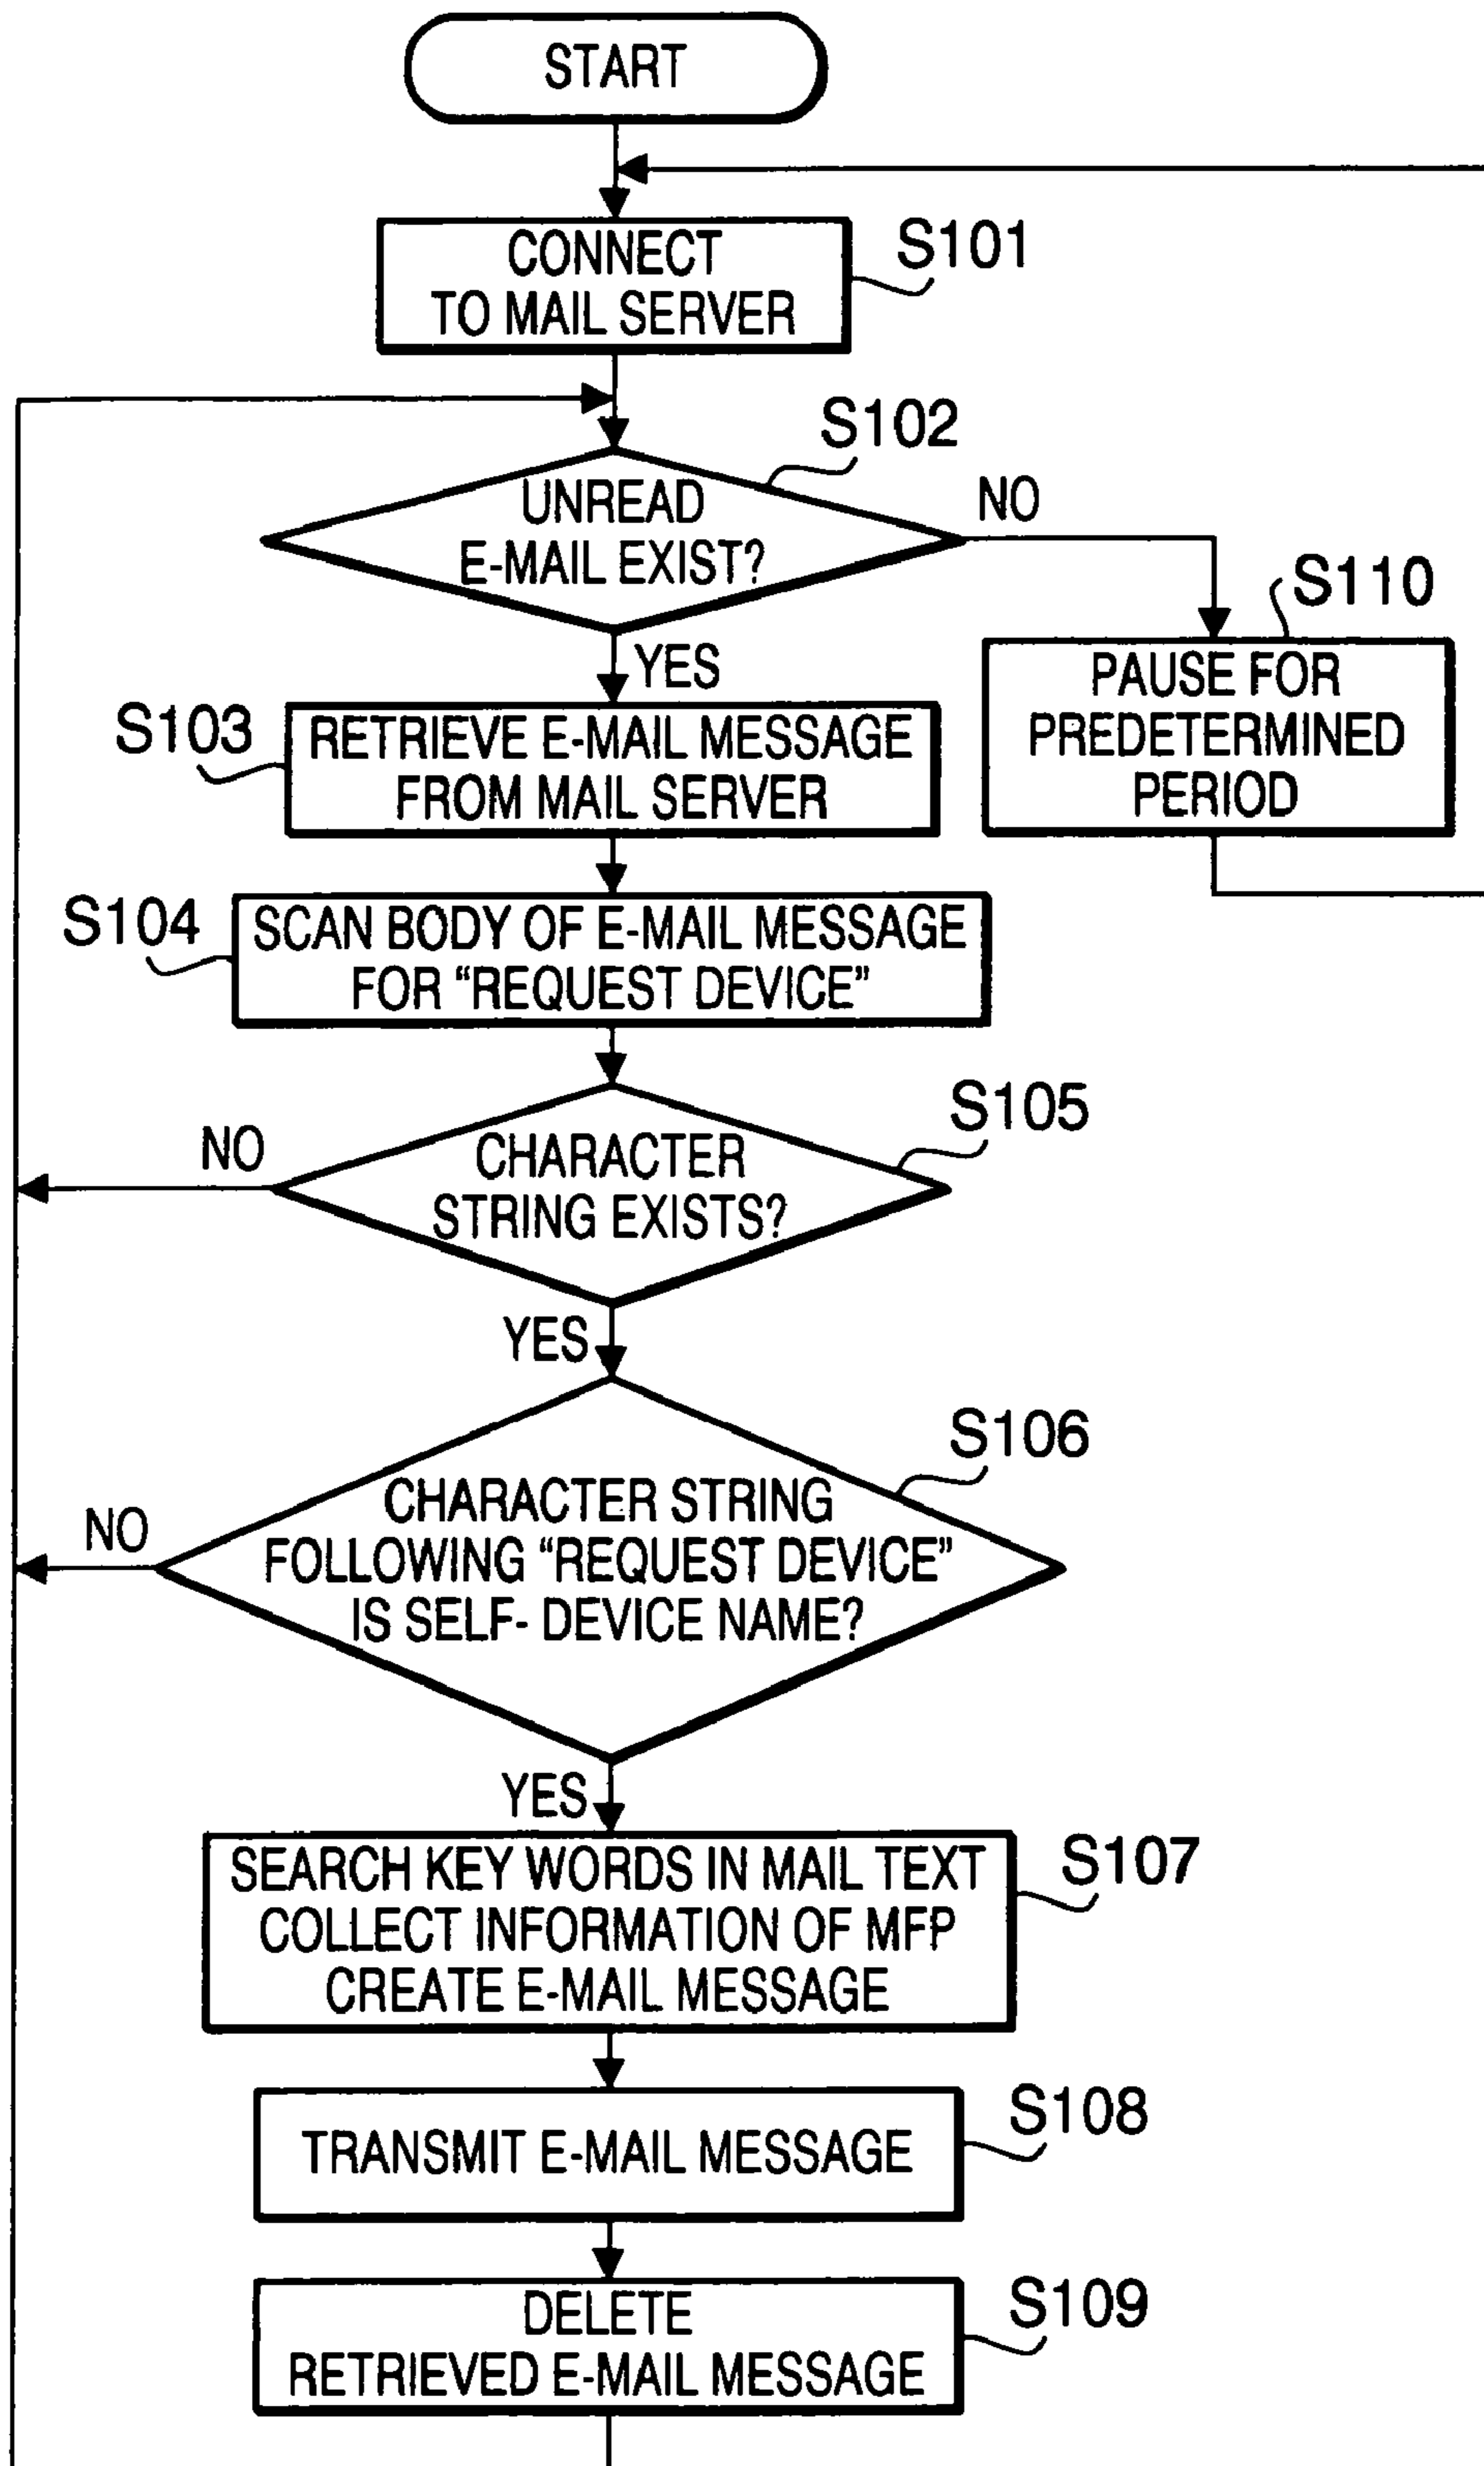 START
CONNECT
TO MAIL SERVER
S101
S102
UNREAD
E-MAIL EXIST?
NO
YES
S110
PAUSE FOR
PREDETERMINED
PERIOD
S103
RETRIEVE E-MAIL MESSAGE
FROM MAIL SERVER
S104
SCAN BODY OF E-MAIL MESSAGE
FOR “REQUEST DEVICE”
S105
CHARACTER
STRING EXISTS?
NO
YES
S106
CHARACTER STRING
FOLLOWING “REQUEST DEVICE”
IS SELF- DEVICE NAME?
NO
YES
S107
SEARCH KEY WORDS IN MAIL TEXT
COLLECT INFORMATION OF MFP
CREATE E-MAIL MESSAGE
S108
TRANSMIT E-MAIL MESSAGE
S109
DELETE
RETRIEVED E-MAIL MESSAGE